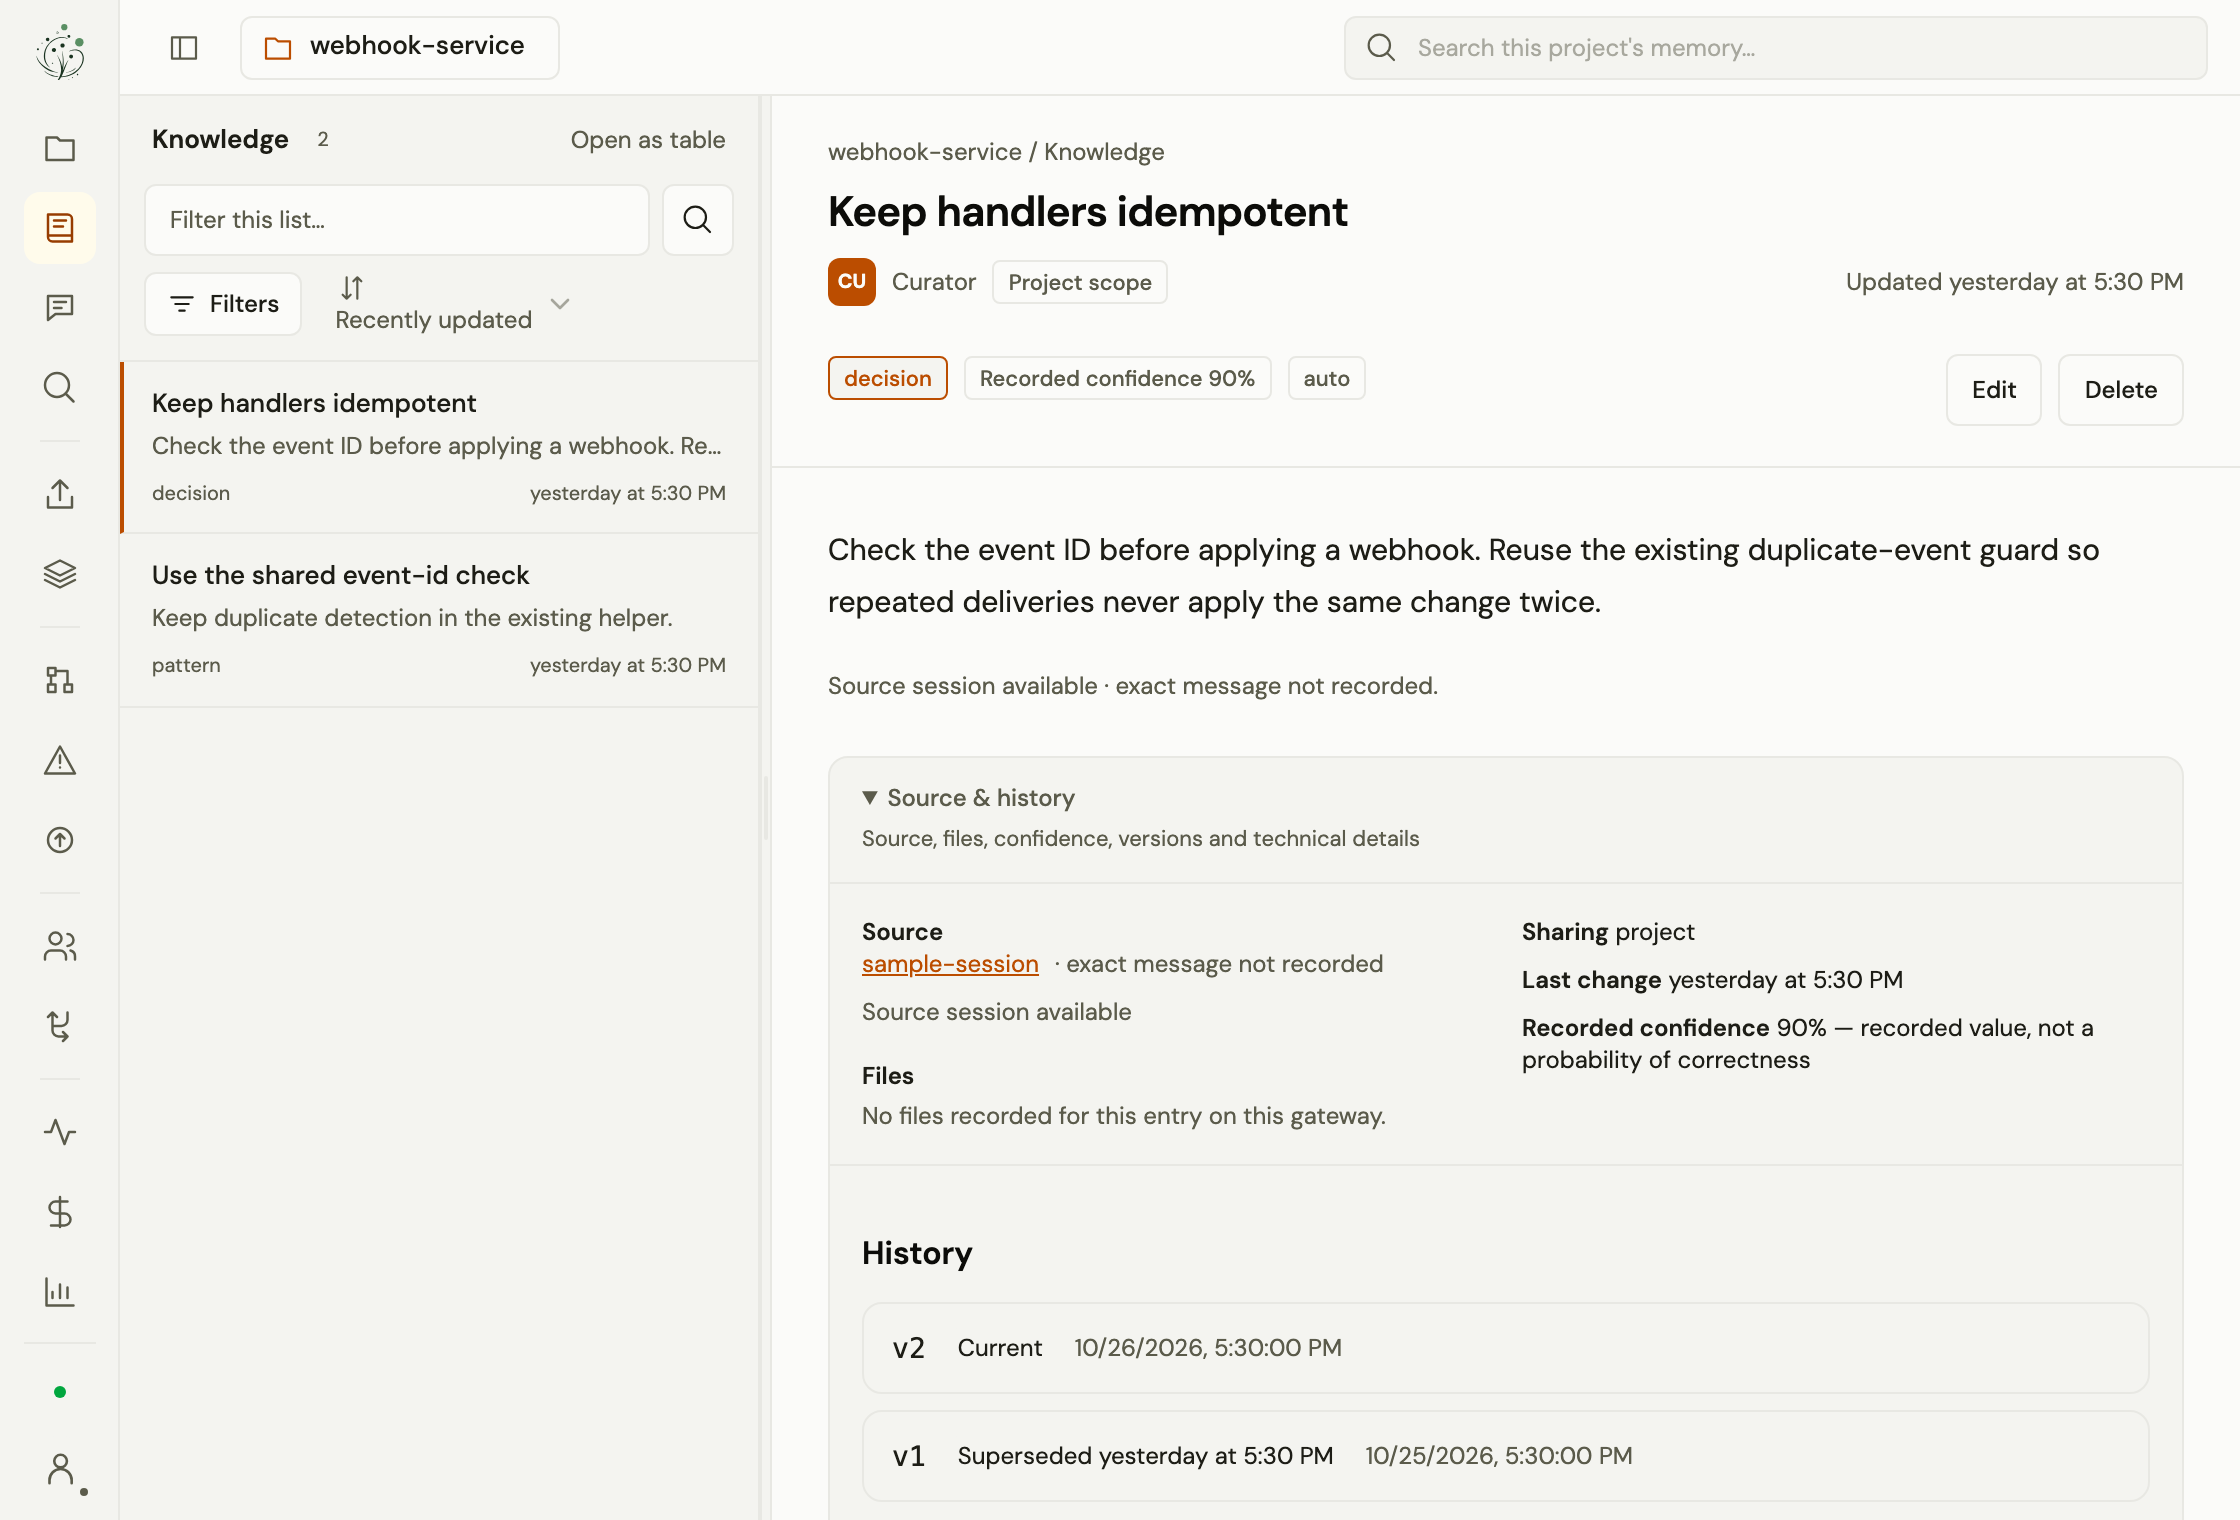 webhook-service
Search this project's memory...
Knowledge 2
Open as table
Filter this list...
Filters
Recently updated
Keep handlers idempotent
Check the event ID before applying a webhook. Re...
decision
yesterday at 5:30 PM
Use the shared event-id check
Keep duplicate detection in the existing helper.
pattern
yesterday at 5:30 PM
webhook-service / Knowledge
Keep handlers idempotent
CU Curator Project scope
Updated yesterday at 5:30 PM
decision Recorded confidence 90% auto
Edit Delete
Check the event ID before applying a webhook. Reuse the existing duplicate-event guard so
repeated deliveries never apply the same change twice.
Source session available · exact message not recorded.
▼ Source & history
Source, files, confidence, versions and technical details
Source
sample-session · exact message not recorded
Source session available
Files
No files recorded for this entry on this gateway.
Sharing project
Last change yesterday at 5:30 PM
Recorded confidence 90% — recorded value, not a
probability of correctness
History
v2 Current 10/26/2026, 5:30:00 PM
v1 Superseded yesterday at 5:30 PM 10/25/2026, 5:30:00 PM